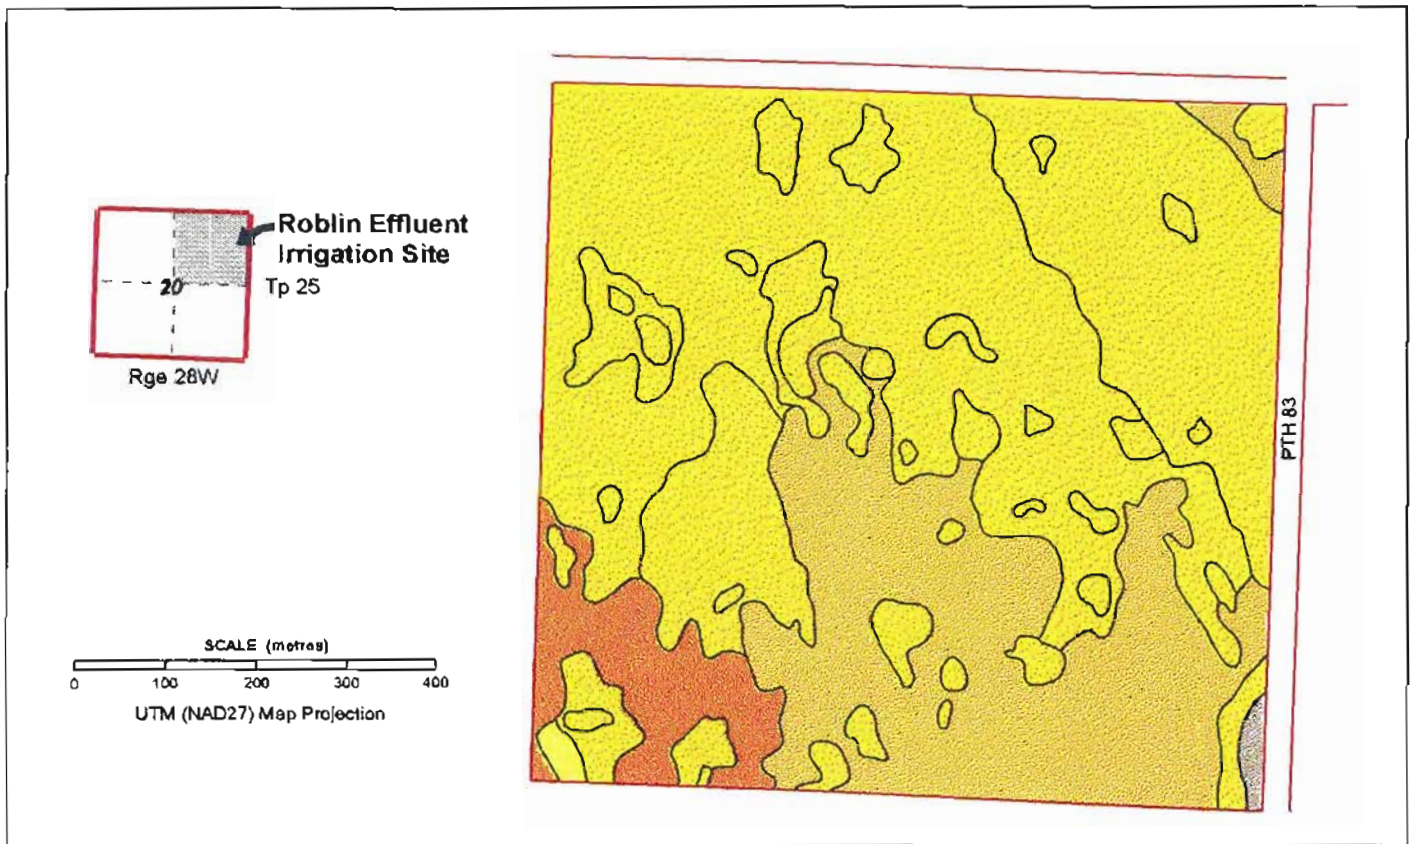 Roblin Effluent
Irrigation Site
20
Tp 25
Rge 28W
PTH 83
SCALE (metres)
0 100 200 300 400
UTM (NAD27) Map Projection